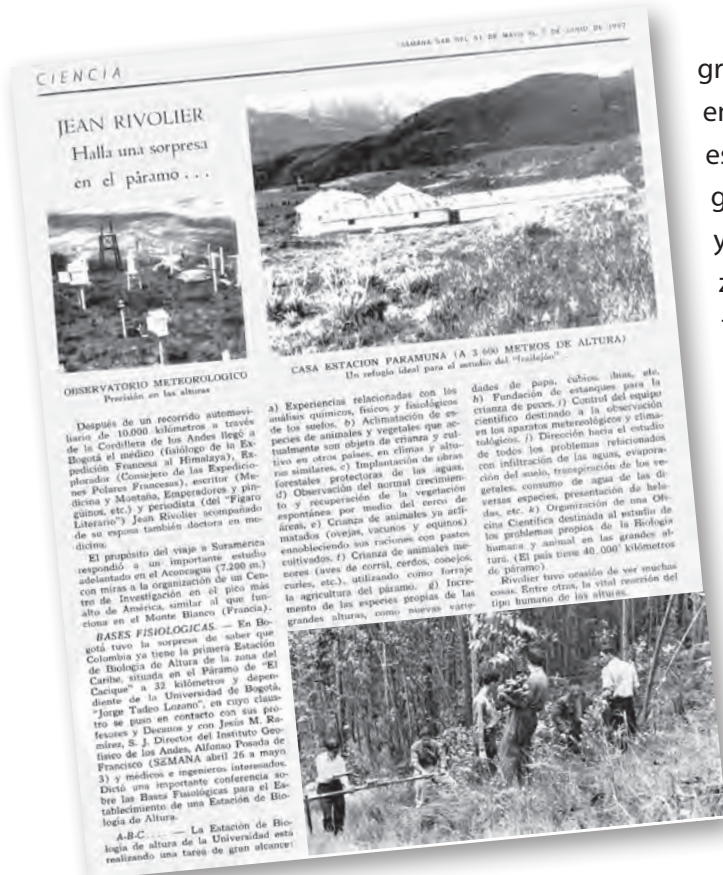 CIENCIA
SEMANA SAB DEL 31 DE MAYO AL 7 DE JUNIO DE 1957
JEAN RIVOLIER
Halla una sorpresa
en el páramo . . .
OBSERVATORIO METEOROLOGICO
Precisión en las alturas
CASA ESTACION PARAMUNA (A 3 600 METROS DE ALTURA)
Un refugio ideal para el estudio del "frailejón"
Después de un recorrido automovi-
liario de 10.000 kilómetros a través
de la Cordillera de los Andes llegó a
Bogotá el médico (fisiólogo de la Ex-
pedición Francesa al Himalaya), Ex-
plorador (Consejo de las Expedicio-
nes Polares Francesas), escritor (Me-
dicina y Montaña, Emperadores y pin-
güinos, etc.) y periodista (del "Fígaro
Literario") Jean Rivolier acompañado
de su esposa también doctora en me-
dicina.
El propósito del viaje a Suramérica
respondió a un importante estudio
adelantado en el Aconcagua (7.200 m.)
con miras a la organización de un Cen-
tro de Investigación en el pico más
alto de América, similar al que fun-
ciona en el Monte Blanco (Francia).
BASES FISIOLOGICAS. — En Bo-
gotá tuvo la sorpresa de saber que
Colombia ya tiene la primera Estación
de Biología de Altura de la zona del
Caribe, situada en el Páramo de "El
Cacique" a 32 kilómetros y depen-
diente de la Universidad de Bogotá,
"Jorge Tadeo Lozano", en cuyo claus-
tro se puso en contacto con sus pro-
fesores y Decanos y con Jesús M. Ra-
mírez, S. J. Director del Instituto Geo-
físico de los Andes, Alfonso Posada de
Francisco (SEMANA abril 26 a mayo
3) y médicos e ingenieros interesados.
Dictó una importante conferencia so-
bre las Bases Fisiológicas para el Es-
tablecimiento de una Estación de Bio-
logía de Altura.
A-B-C . . . . — La Estación de Bio-
logía de altura de la Universidad está
realizando una tarea de gran alcance:
a) Experiencias relacionadas con los
análisis químicos, físicos y fisiológicos
de los suelos. b) Aclimatación de es-
pecies de animales y vegetales que ac-
tualmente son objeto de crianza y cul-
tivo en otros países, en climas y altu-
ras similares. c) Implantación de obras
forestales protectoras de las aguas.
d) Observación del normal crecimien-
to y recuperación de la vegetación
espontánea por medio del cerco de
áreas. e) Crianza de animales ya acli-
matados (ovejas, vacunos y equinos)
ennobleciendo sus raciones con pastos
cultivados. f) Crianza de animales me-
nores (aves de corral, cerdos, conejos,
curíes, etc.), utilizando como forraje
la agricultura del páramo. g) Incre-
mento de las especies propias de las
grandes alturas, como nuevas varie-
dades de papa, cubios, ibias, etc.
h) Fundación de estanques para la
crianza de peces. i) Control del equipo
científico destinado a la observación
en los aparatos metereológicos y clima-
tológicos. j) Dirección hacia el estudio
de todos los problemas relacionados
con infiltración de las aguas, evapora-
ción del suelo, transpiración de los ve-
getales, consumo de agua de las di-
versas especies, presentación de hela-
das, etc. k) Organización de una Ofi-
cina Científica destinada al estudio de
los problemas propios de la Biología
humana y animal en las grandes al-
tura. (El país tiene 40.000 kilómetros
de páramo).
Rivolier tuvo ocasión de ver muchas
cosas. Entre otras, la vital reacción del
tipo humano de las alturas.
gr
en
es
g
y
z